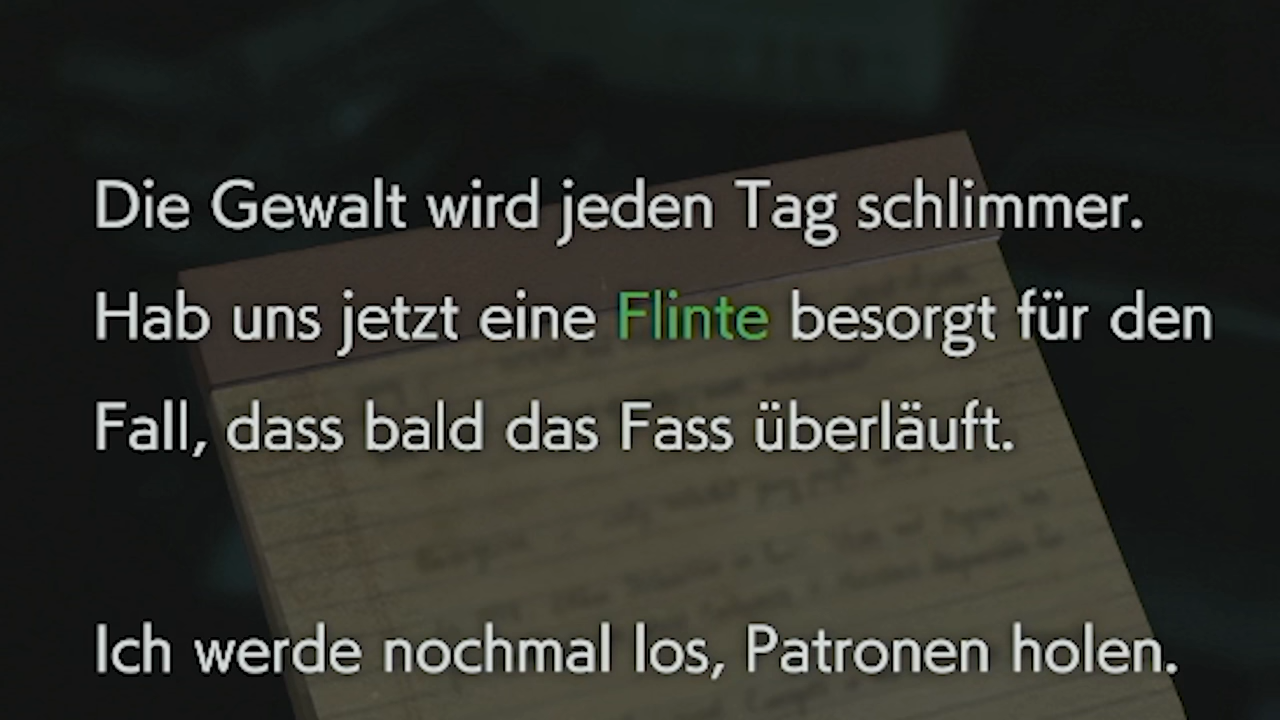 Die Gewalt wird jeden Tag schlimmer.
Hab uns jetzt eine Flinte besorgt für den
Fall, dass bald das Fass überläuft.
Ich werde nochmal los, Patronen holen.